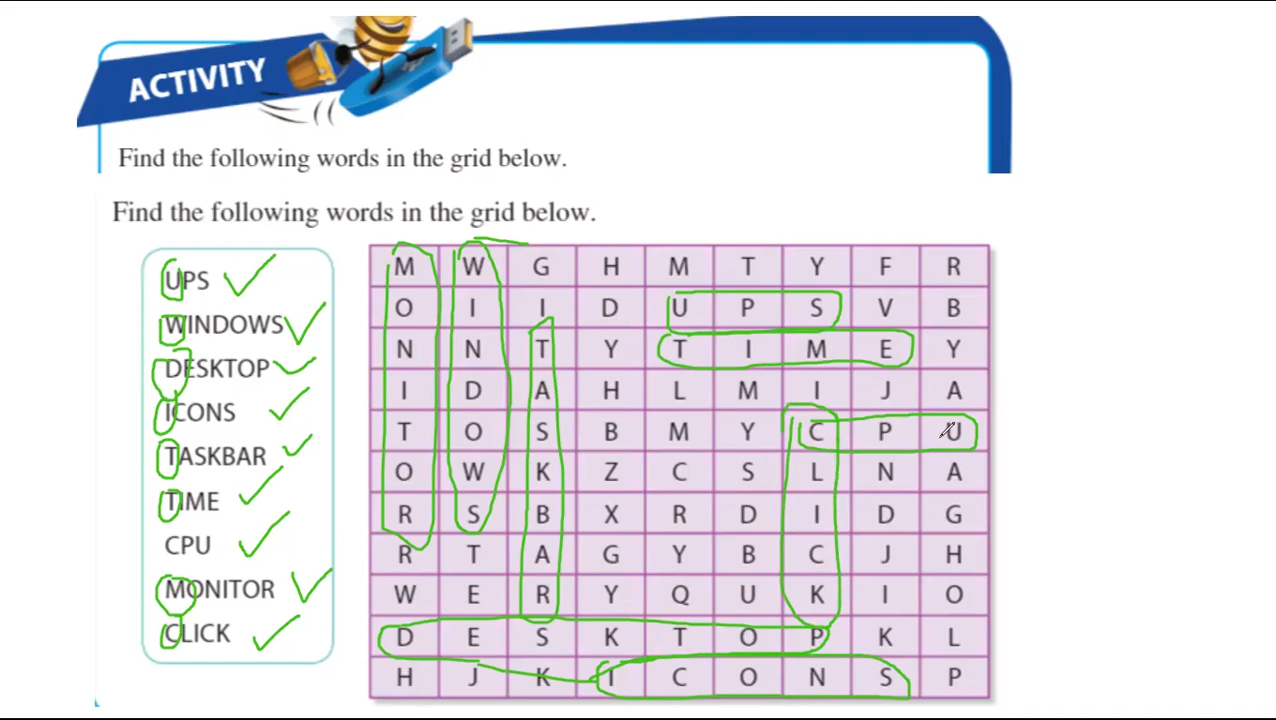 ACTIVITY
Find the following words in the grid below.
Find the following words in the grid below.
UPS
WINDOWS
DESKTOP
ICONS
TASKBAR
TIME
CPU
MONITOR
CLICK
M W G H M T Y F R
O I I D U P S V B
N N T Y T I M E Y
I D A H L M I J A
T O S B M Y C P U
O W K Z C S L N A
R S B X R D I D G
R T A G Y B C J H
W E R Y Q U K I O
D E S K T O P K L
H J K I C O N S P